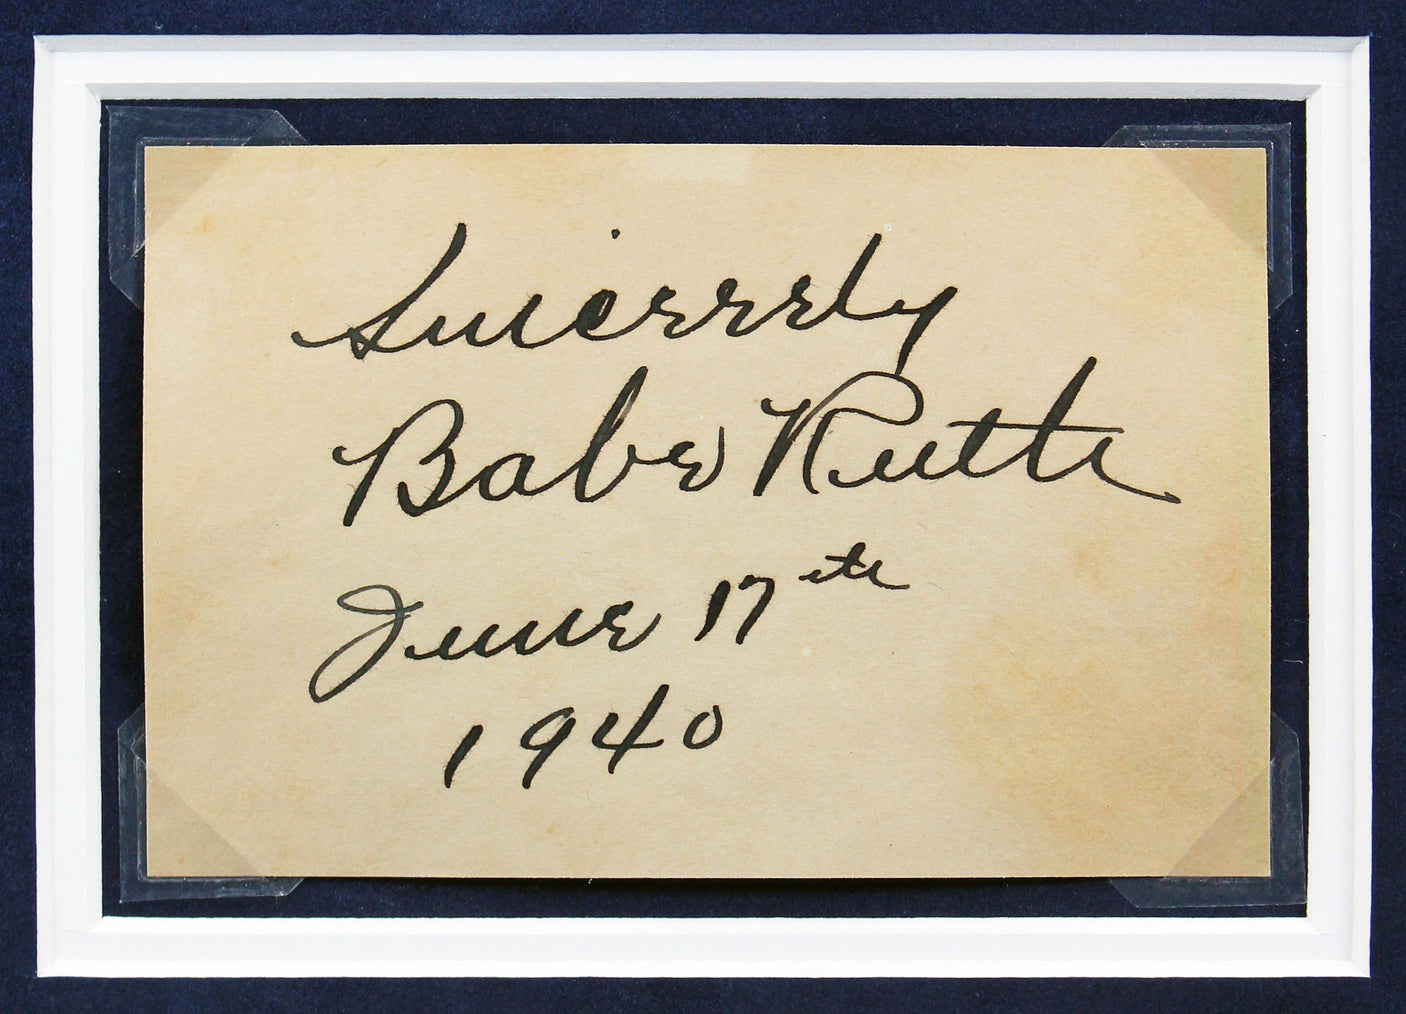 Sincerely
Babe Ruth
June 17th
1940